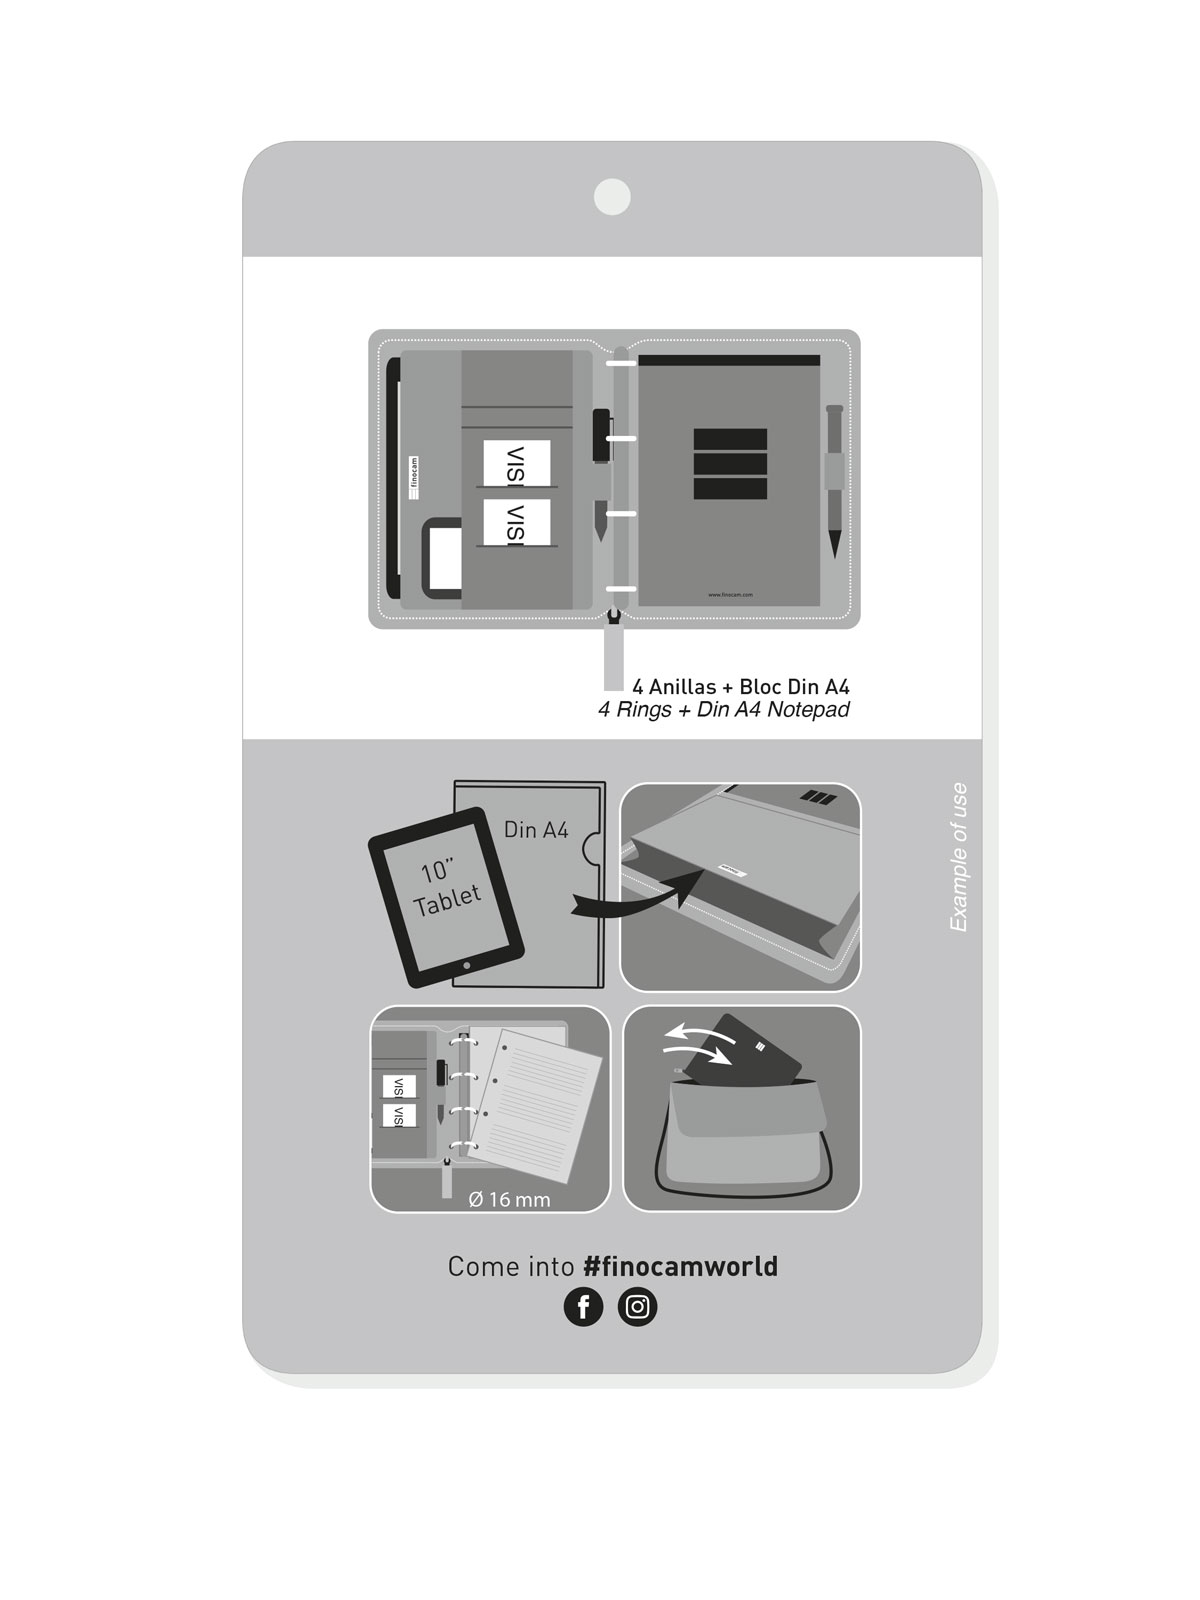 finocam
VISI
VISI
www.finocam.com
4 Anillas + Bloc Din A4
4 Rings + Din A4 Notepad
Example of use
Din A4
10”
Tablet
VISI
VISI
Ø 16 mm
Come into #finocamworld